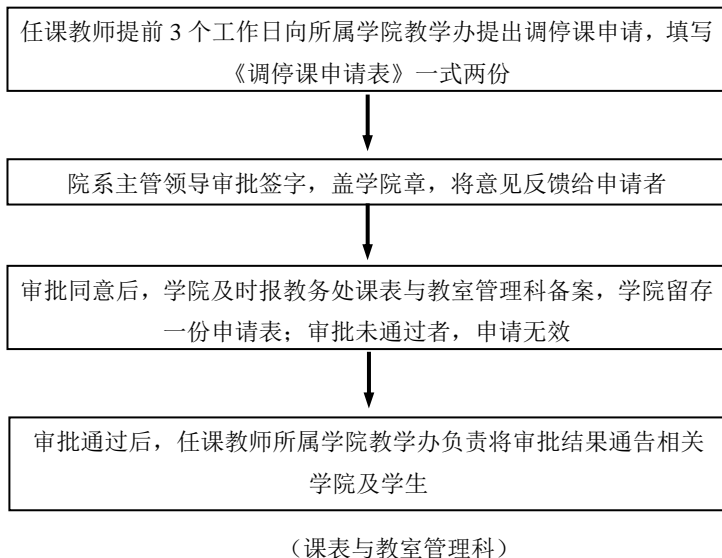 任课教师提前 3 个工作日向所属学院教学办提出调停课申请，填写
《调停课申请表》一式两份
院系主管领导审批签字，盖学院章，将意见反馈给申请者
审批同意后，学院及时报教务处课表与教室管理科备案，学院留存
一份申请表；审批未通过者，申请无效
审批通过后，任课教师所属学院教学办负责将审批结果通告相关
学院及学生
（课表与教室管理科）